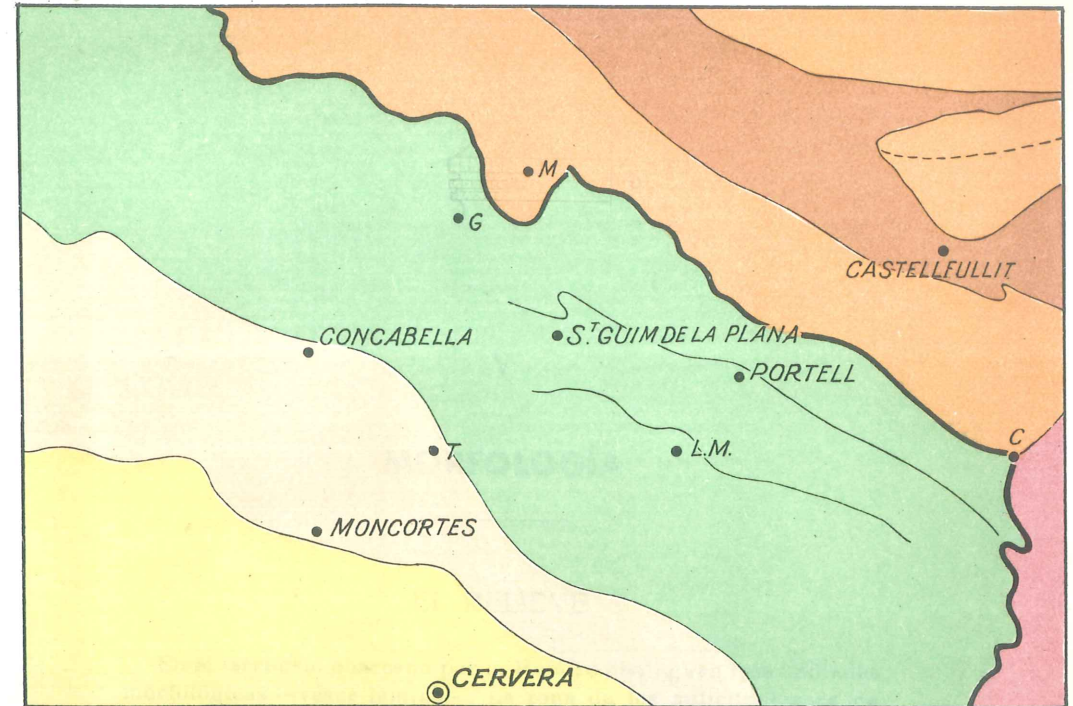 M
G
CASTELLFULLIT
CONCABELLA
S.T GUIM DE LA PLANA
PORTELL
C
T
L.M.
MONCORTES
CERVERA